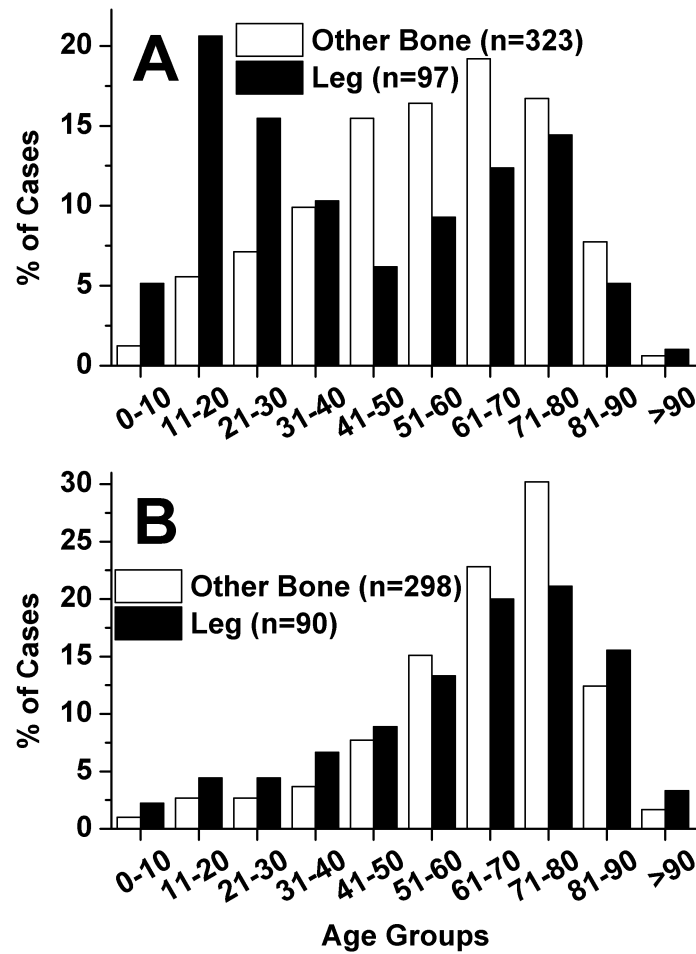 A
Other Bone (n=323)
Leg (n=97)
% of Cases
20
15
10
5
0
0-10 11-20 21-30 31-40 41-50 51-60 61-70 71-80 81-90 >90
B
Other Bone (n=298)
Leg (n=90)
% of Cases
30
25
20
15
10
5
0
0-10 11-20 21-30 31-40 41-50 51-60 61-70 71-80 81-90 >90
Age Groups